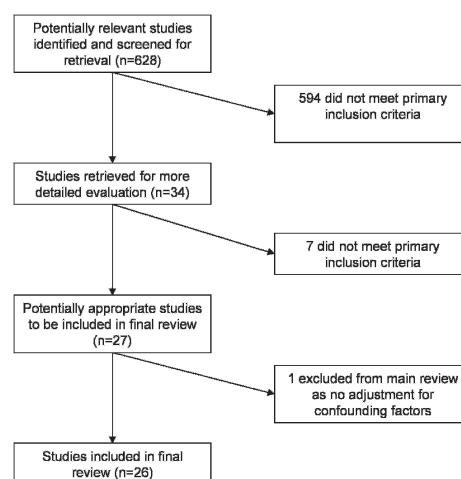 Potentially relevant studies
identified and screened for
retrieval (n=628)
594 did not meet primary
inclusion criteria
Studies retrieved for more
detailed evaluation (n=34)
7 did not meet primary
inclusion criteria
Potentially appropriate studies
to be included in final review
(n=27)
1 excluded from main review
as no adjustment for
confounding factors
Studies included in final
review (n=26)